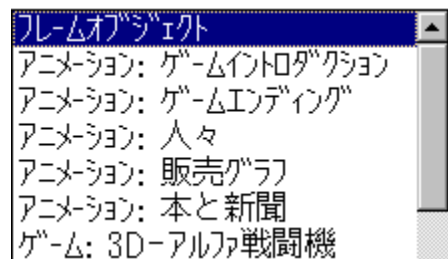 フレームオブジェクト
アニメーション: ゲームイントロダクション
アニメーション: ゲームエンディング
アニメーション: 人々
アニメーション: 販売グラフ
アニメーション: 本と新聞
ゲーム: 3D-アルファ戦闘機